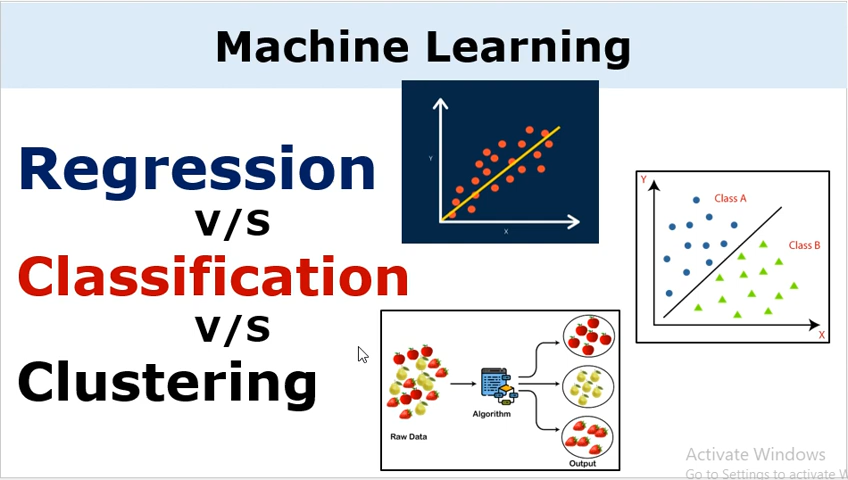 Machine Learning
Regression
V/S
Classification
V/S
Clustering
Y
X
Y
Class A
Class B
X
Raw Data
Algorithm
Output
Activate Windows
Go to Settings to activate W